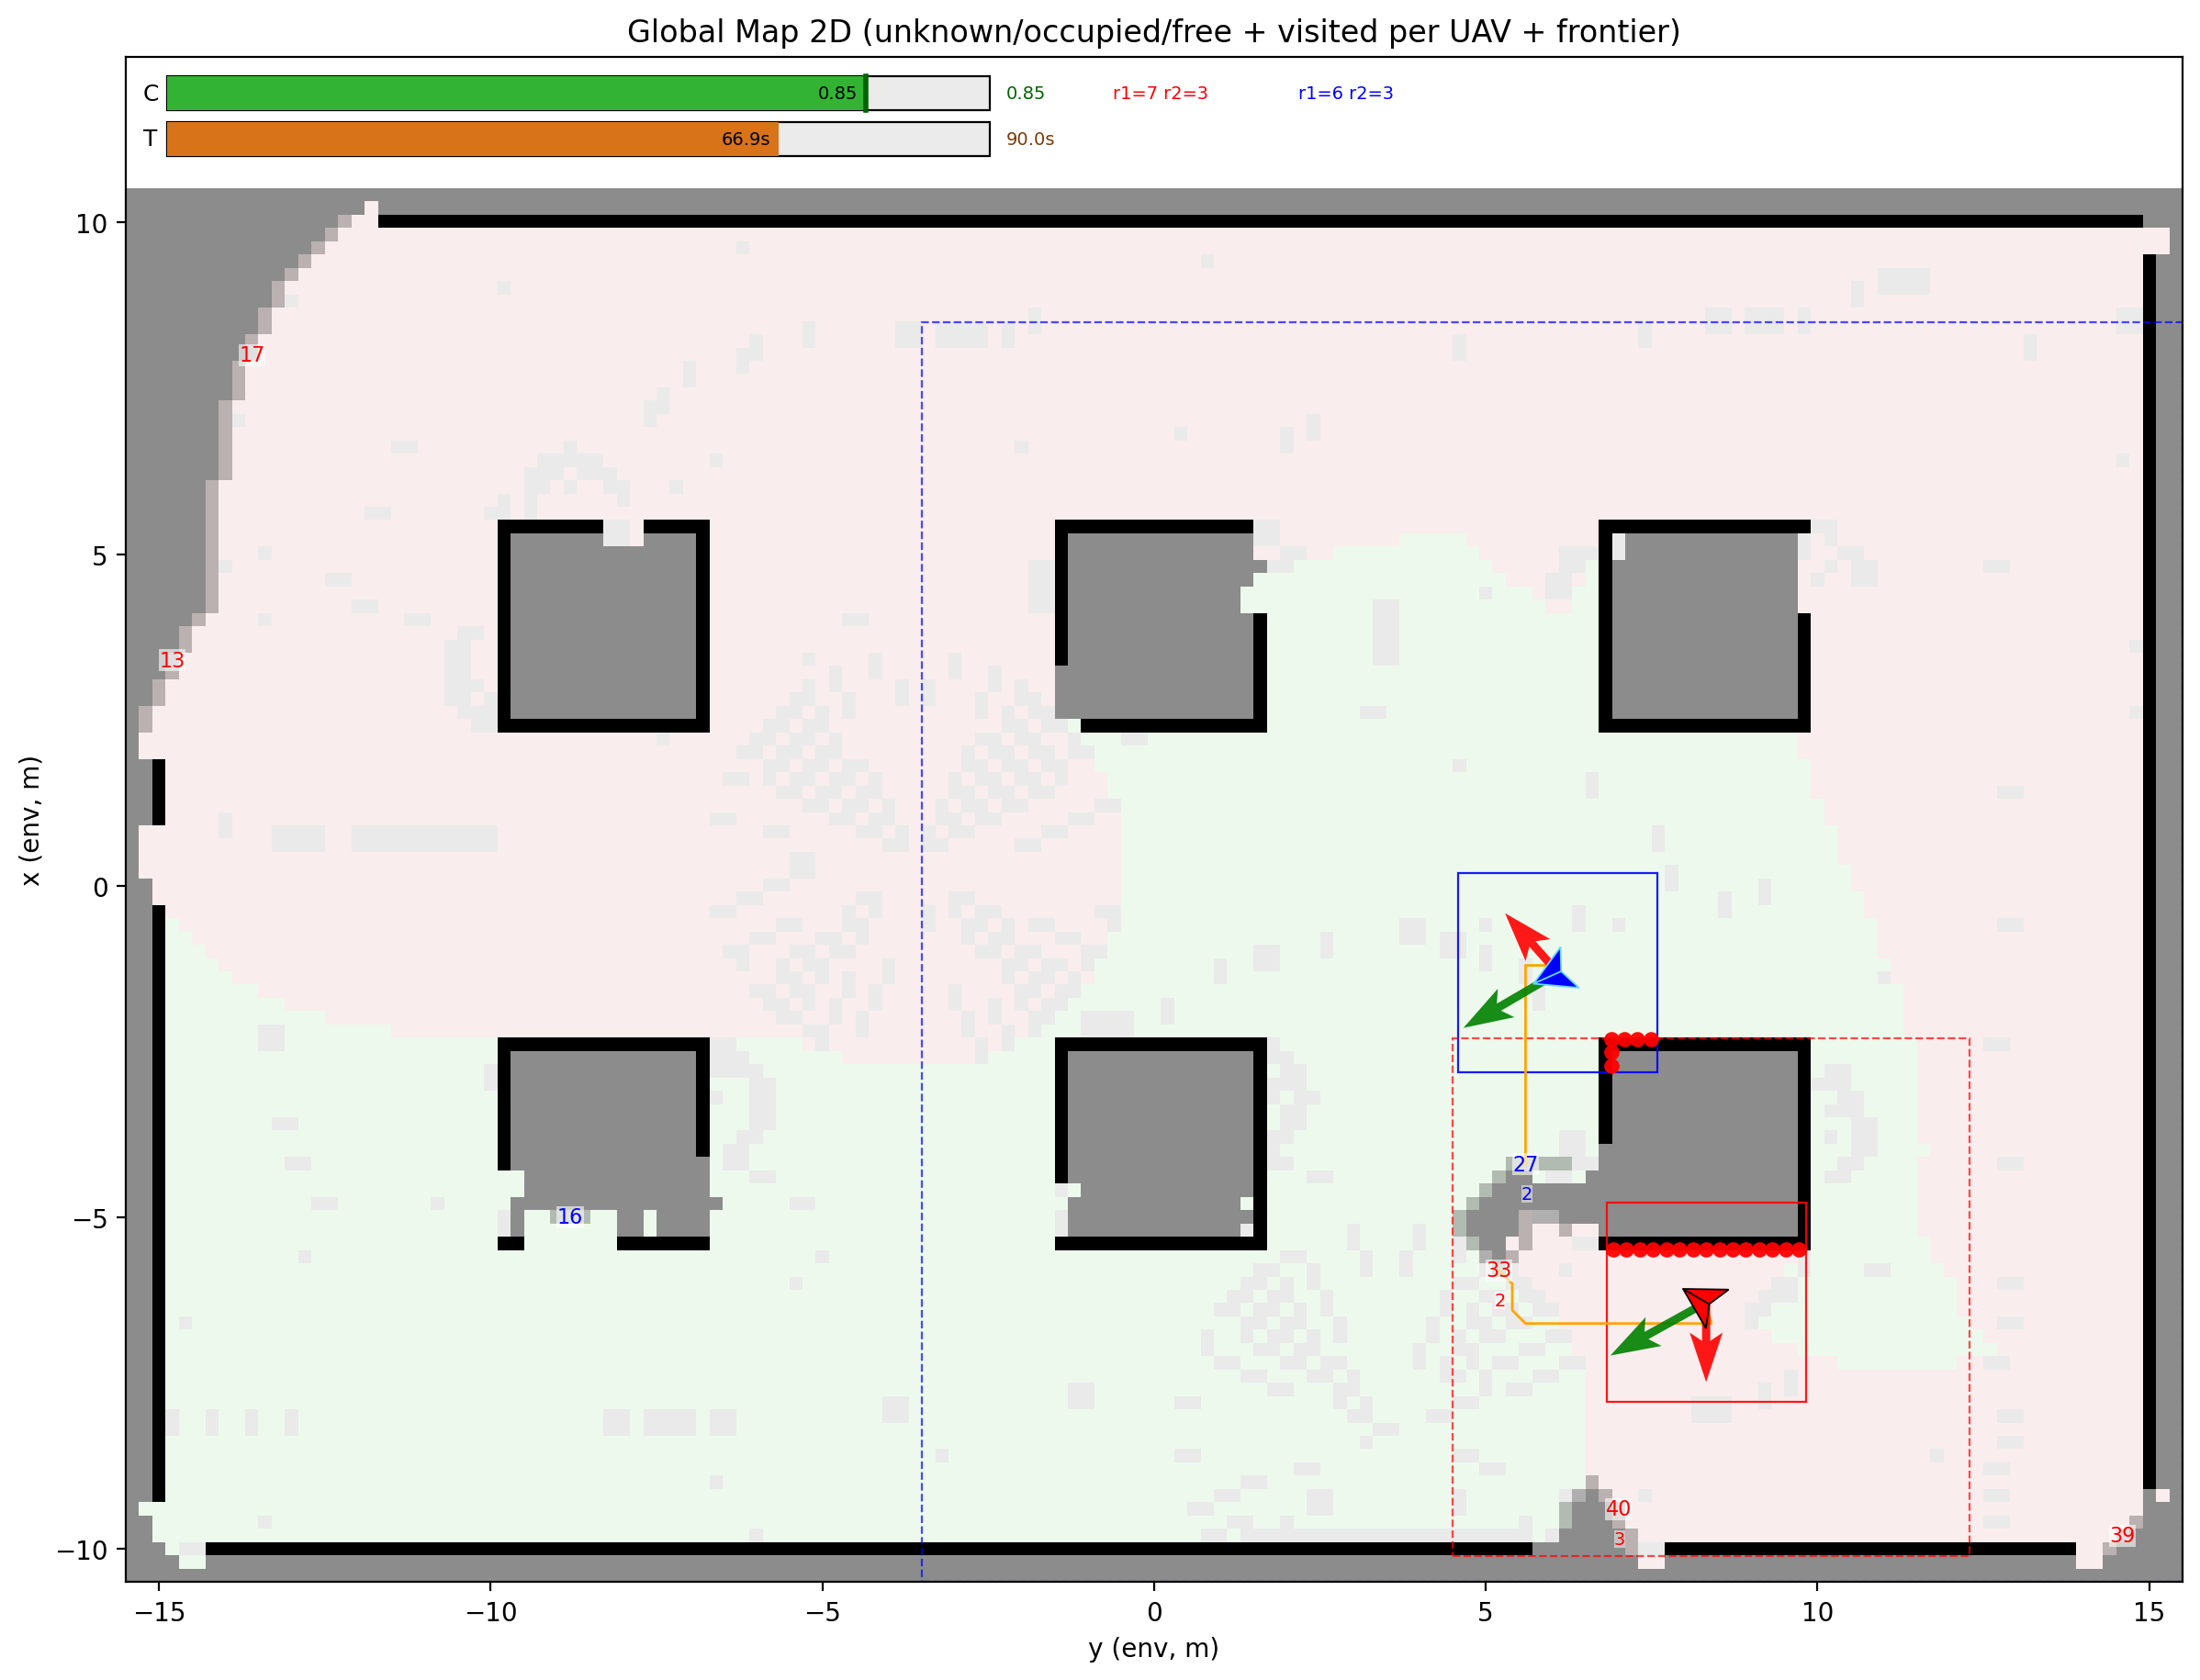 Global Map 2D (unknown/occupied/free + visited per UAV + frontier)
C 0.85 0.85 r1=7 r2=3 r1=6 r2=3
T 66.9s 90.0s
10
17
5
13
x (env, m)
0
27
2
−5
16
33
2
40
3
39
−10
−15 −10 −5 0 5 10 15
y (env, m)